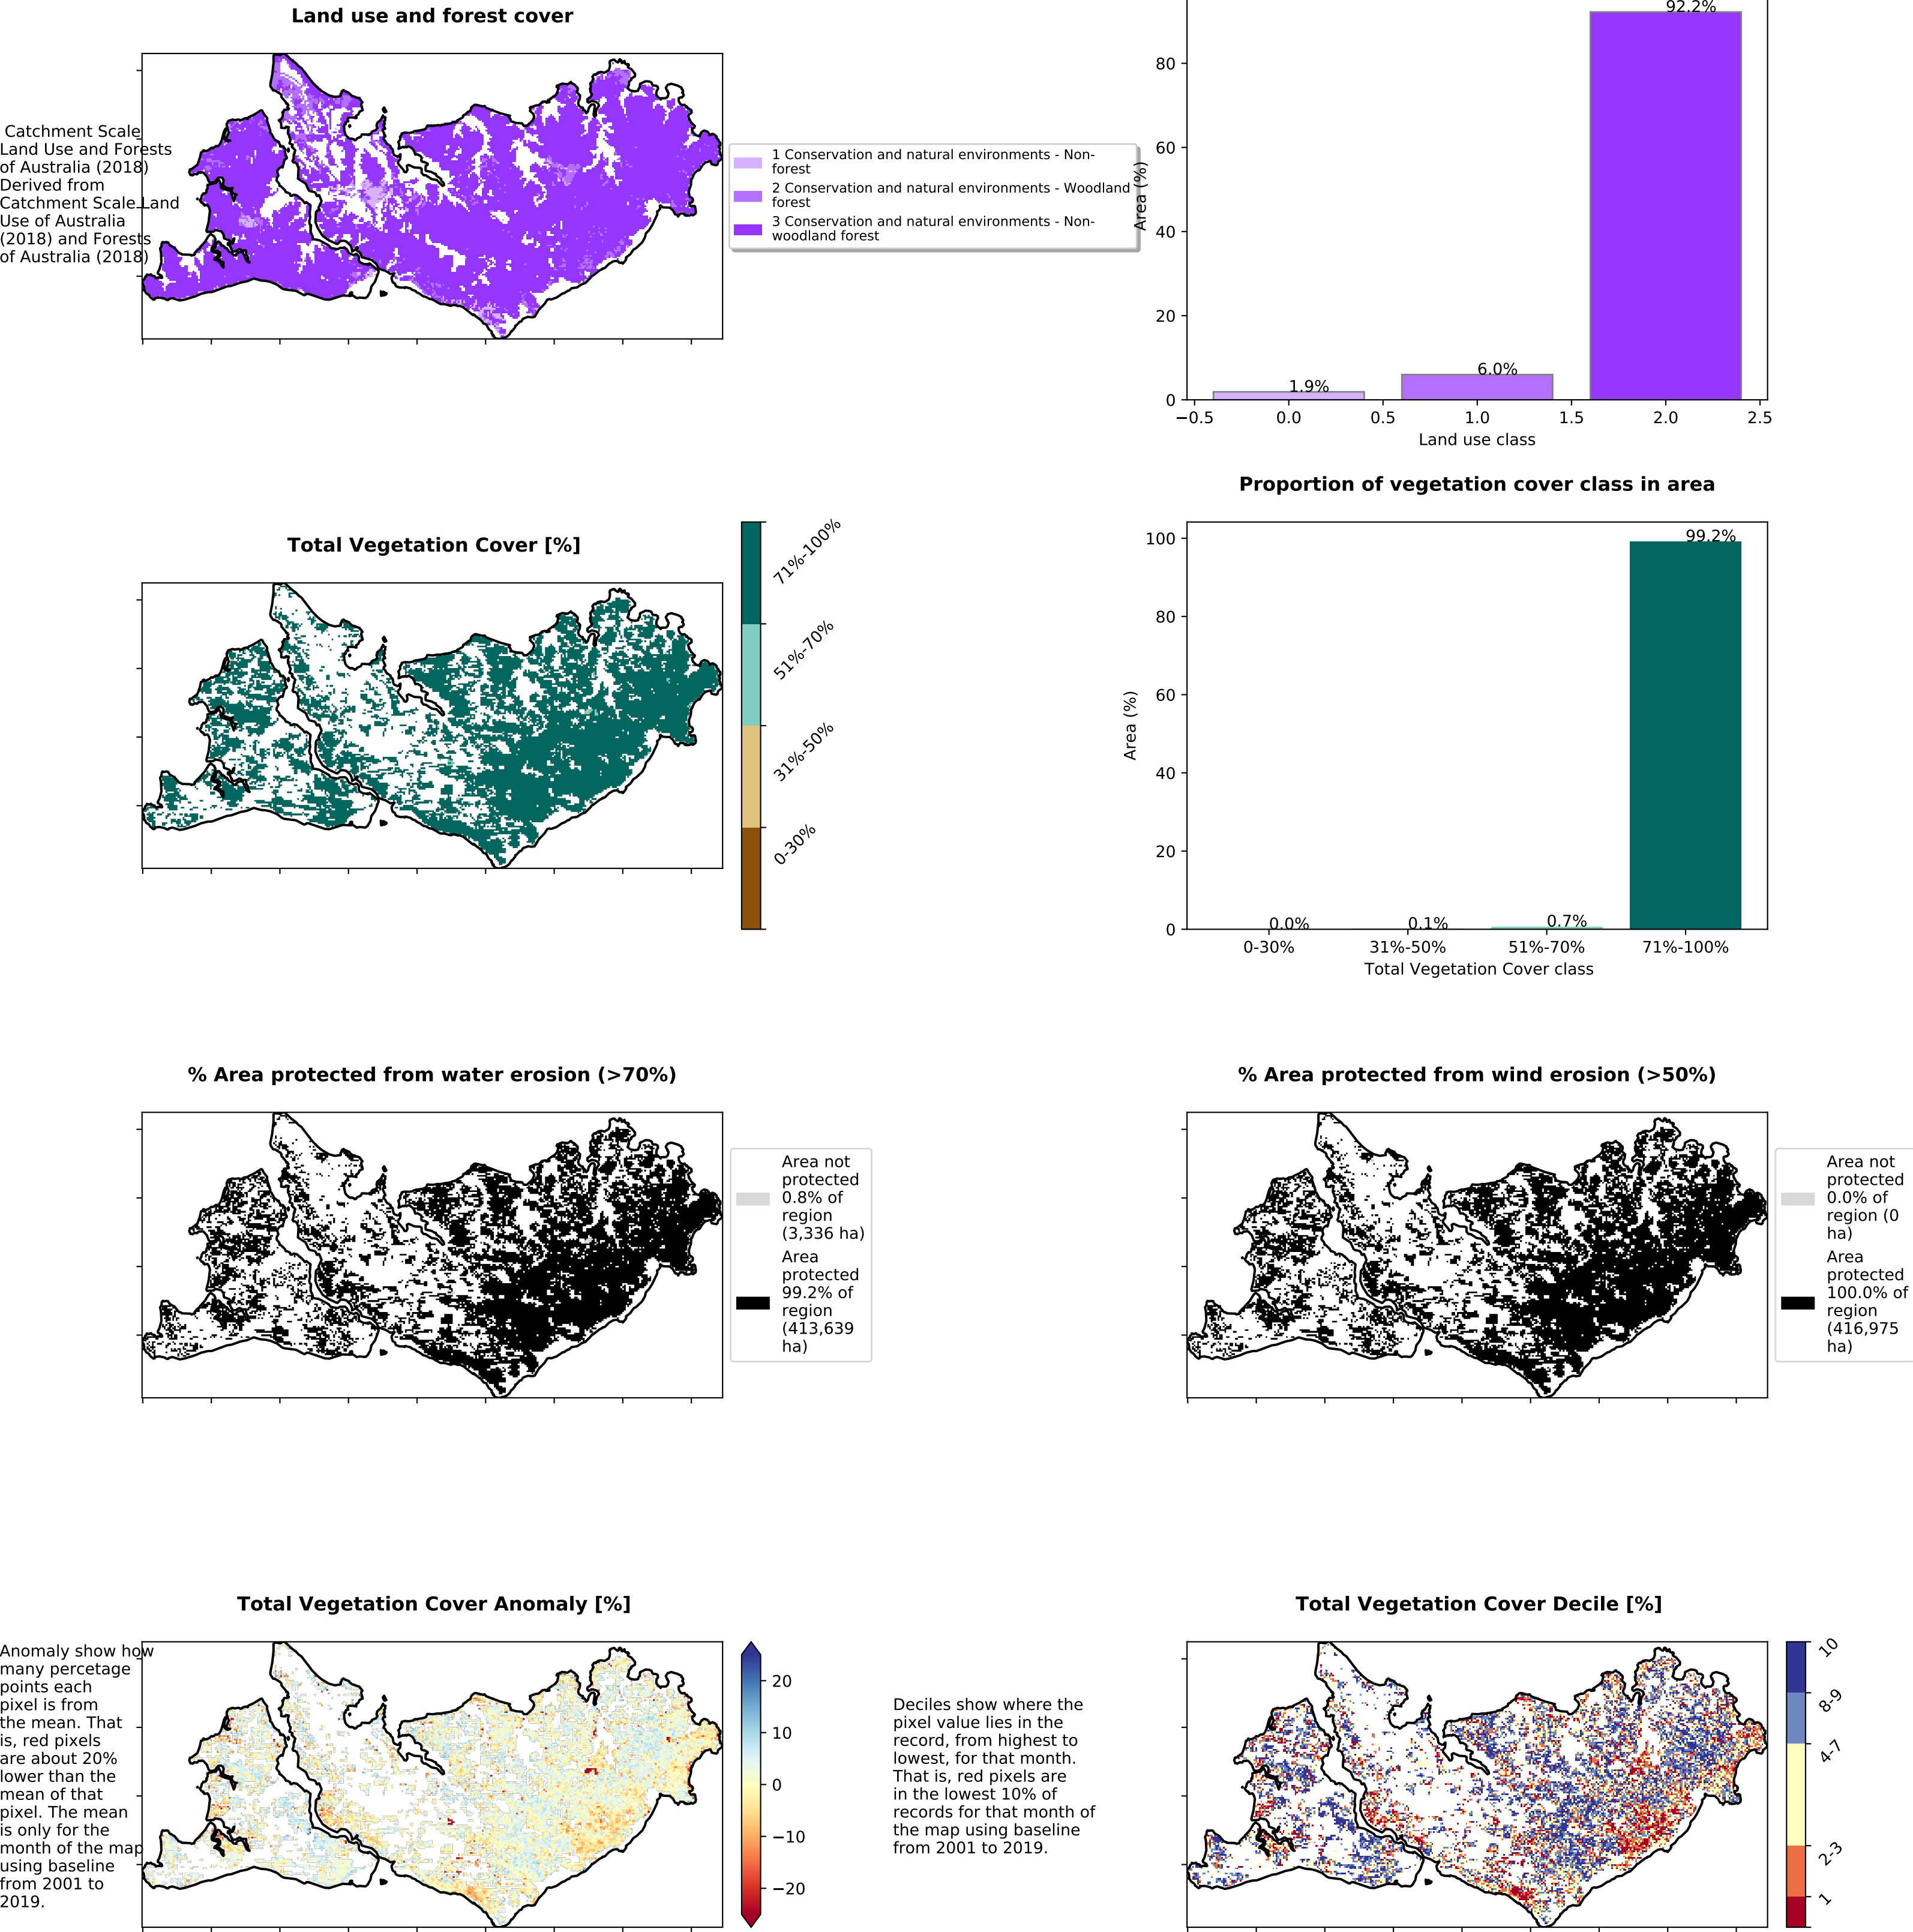 Land use and forest cover
Catchment Scale
Land Use and Forests
of Australia (2018)
Derived from
Catchment Scale Land
Use of Australia
(2018) and Forests
of Australia (2018)
1 Conservation and natural environments - Non-
forest
2 Conservation and natural environments - Woodland
forest
3 Conservation and natural environments - Non-
woodland forest
92.2%
80
60
40
20
0
Area (%)
1.9%
6.0%
−0.5
0.0
0.5
1.0
1.5
2.0
2.5
Land use class
Total Vegetation Cover [%]
71%-100%
51%-70%
31%-50%
0-30%
Proportion of vegetation cover class in area
100
80
60
40
20
0
Area (%)
0.0%
0.1%
0.7%
99.2%
0-30%
31%-50%
51%-70%
71%-100%
Total Vegetation Cover class
% Area protected from water erosion (>70%)
Area not
protected
0.8% of
region
(3,336 ha)
Area
protected
99.2% of
region
(413,639
ha)
% Area protected from wind erosion (>50%)
Area not
protected
0.0% of
region (0
ha)
Area
protected
100.0% of
region
(416,975
ha)
Total Vegetation Cover Anomaly [%]
Anomaly show how
many percetage
points each
pixel is from
the mean. That
is, red pixels
are about 20%
lower than the
mean of that
pixel. The mean
is only for the
month of the map
using baseline
from 2001 to
2019.
20
10
0
−10
−20
Total Vegetation Cover Decile [%]
Deciles show where the
pixel value lies in the
record, from highest to
lowest, for that month.
That is, red pixels are
in the lowest 10% of
records for that month of
the map using baseline
from 2001 to 2019.
10
8-9
4-7
2-3
1